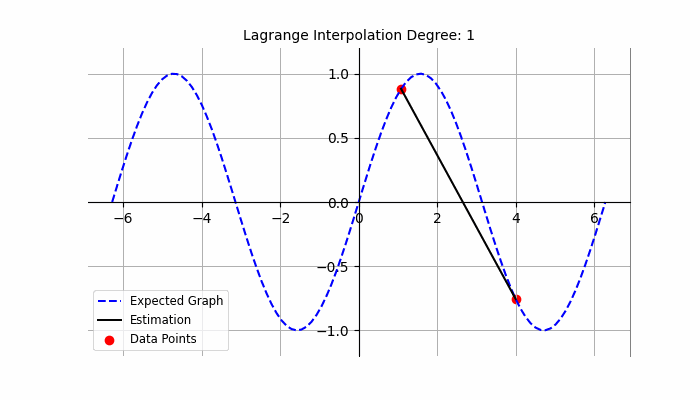 Lagrange Interpolation Degree: 1
1.0
0.5
0.0
−6 −4 −2 0 2 4 6
−0.5
−1.0
Expected Graph
Estimation
Data Points